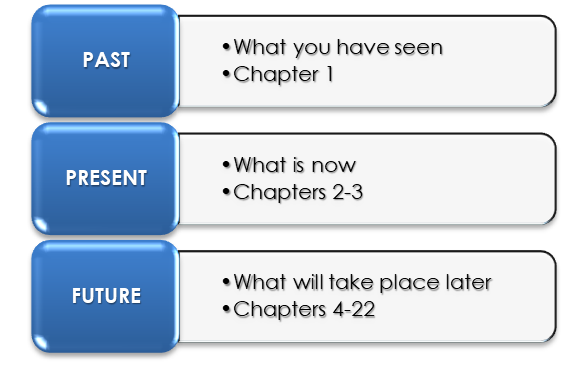 PAST
•What you have seen
•Chapter 1
PRESENT
•What is now
•Chapters 2-3
FUTURE
•What will take place later
•Chapters 4-22